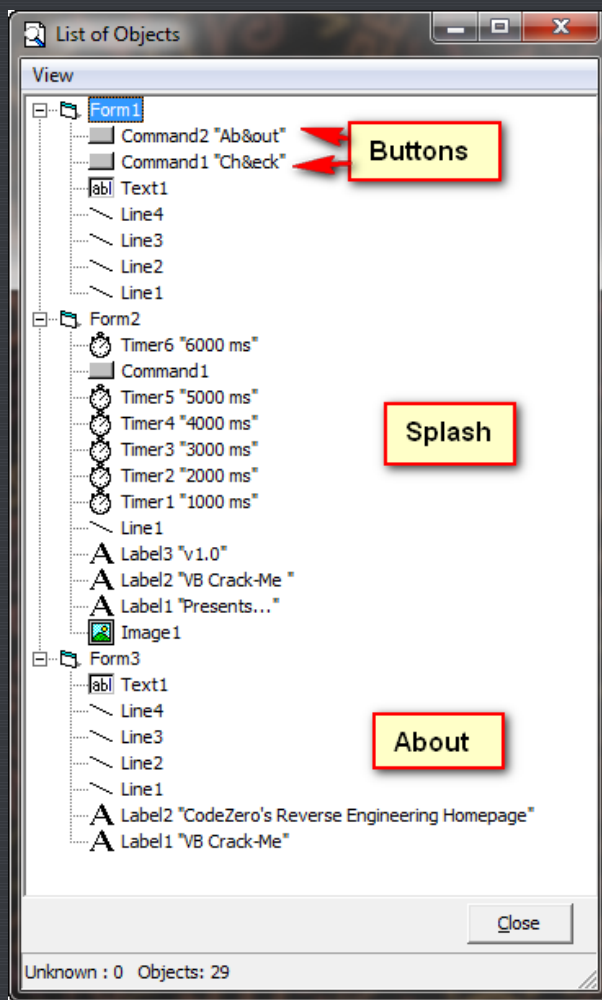 List of Objects
View
Form1
Command2 "Ab&out"
Command1 "Ch&eck"
Buttons
abl Text1
Line4
Line3
Line2
Line1
Form2
Timer6 "6000 ms"
Command1
Timer5 "5000 ms"
Timer4 "4000 ms"
Splash
Timer3 "3000 ms"
Timer2 "2000 ms"
Timer1 "1000 ms"
Line1
A Label3 "v1.0"
A Label2 "VB Crack-Me "
A Label1 "Presents..."
Image1
Form3
abl Text1
Line4
Line3
About
Line2
Line1
A Label2 "CodeZero's Reverse Engineering Homepage"
A Label1 "VB Crack-Me"
Close
Unknown : 0 Objects: 29